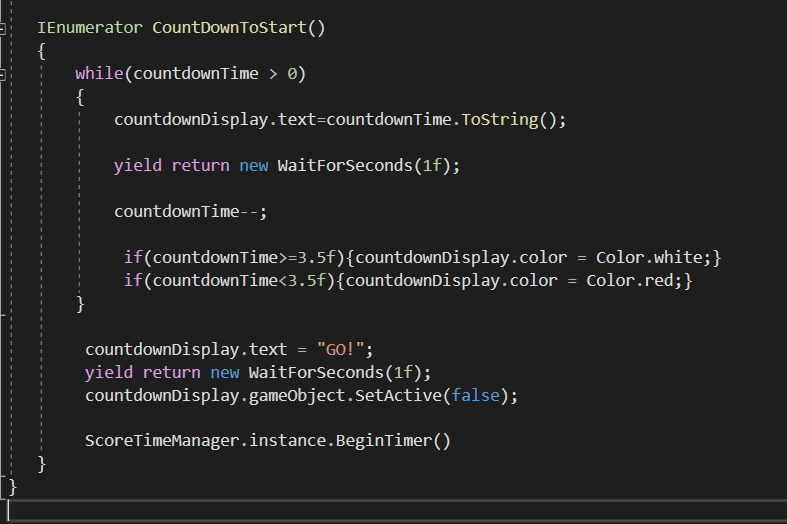 IEnumerator CountDownToStart()
{
while(countdownTime > 0)
{
countdownDisplay.text=countdownTime.ToString();
yield return new WaitForSeconds(1f);
countdownTime--;
if(countdownTime>=3.5f){countdownDisplay.color = Color.white;}
if(countdownTime<3.5f){countdownDisplay.color = Color.red;}
}
countdownDisplay.text = "GO!";
yield return new WaitForSeconds(1f);
countdownDisplay.gameObject.SetActive(false);
ScoreTimeManager.instance.BeginTimer()
}
}